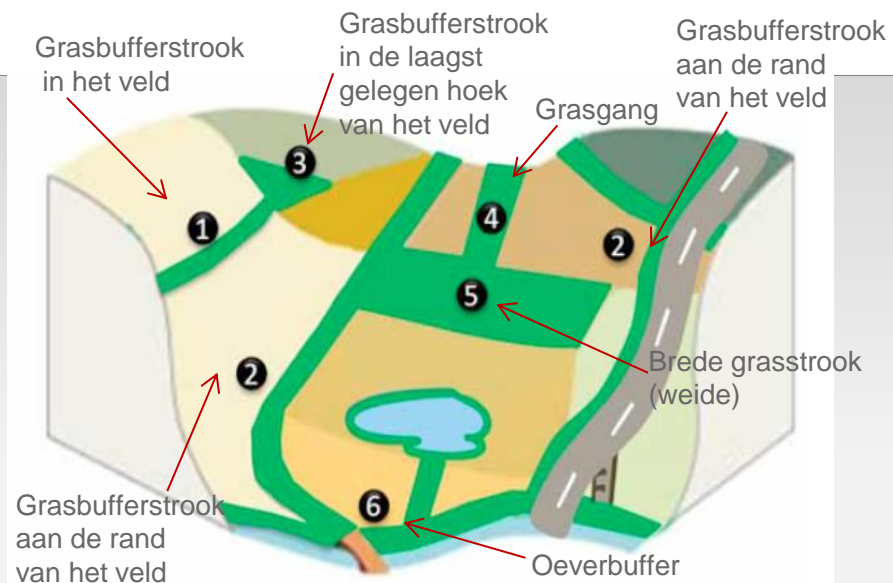 Grasbufferstrook
in het veld
Grasbufferstrook
in de laagst
gelegen hoek
van het veld
Grasgang
Grasbufferstrook
aan de rand
van het veld
3
1
4
2
5
2
Brede grasstrook
(weide)
6
Grasbufferstrook
aan de rand
van het veld
Oeverbuffer